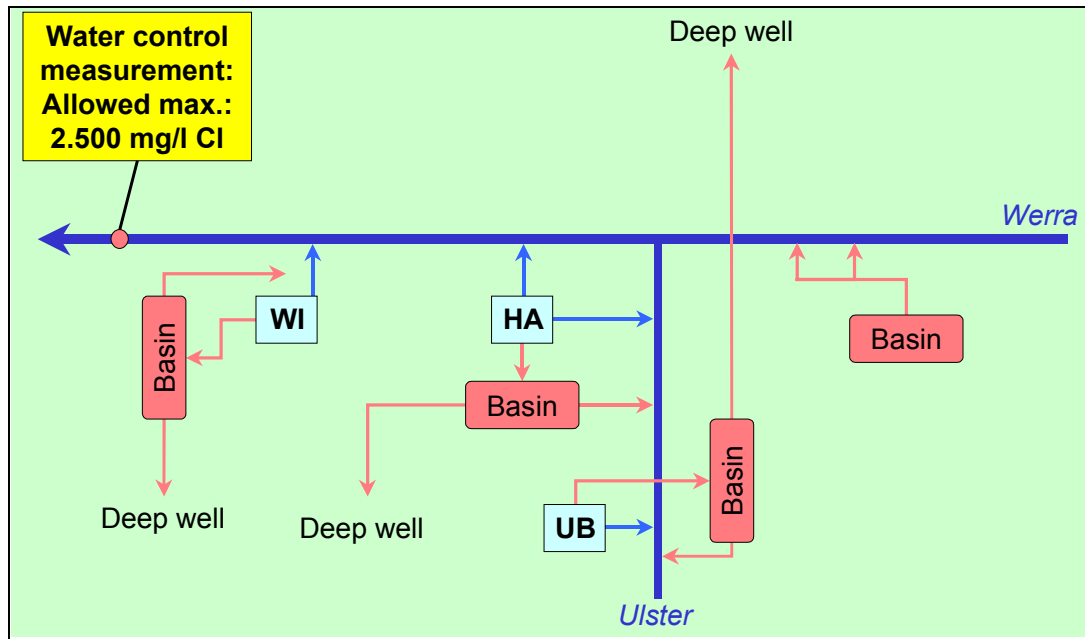 Water control
measurement:
Allowed max.:
2.500 mg/l Cl
Deep well
Werra
WI
HA
Basin
Basin
Basin
Basin
UB
Deep well
Deep well
Ulster